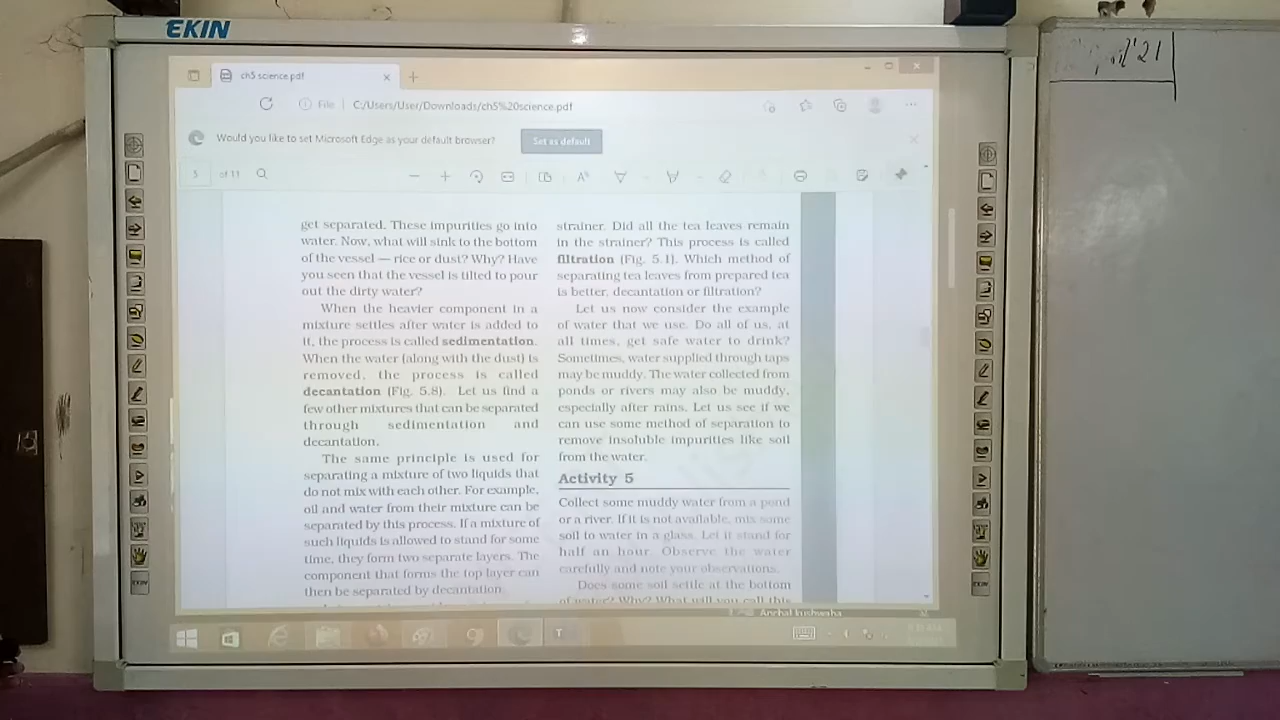 EKIN
ch5 science.pdf
File
C:/Users/User/Downloads/ch5%20science.pdf
Would you like to set Microsoft Edge as your default browser?
Set as default
5 of 11
get separated. These impurities go into
water. Now, what will sink to the bottom
of the vessel — rice or dust? Why? Have
you seen that the vessel is tilted to pour
out the dirty water?
When the heavier component in a
mixture settles after water is added to
it, the process is called sedimentation.
When the water (along with the dust) is
removed, the process is called
decantation (Fig. 5.8). Let us find a
few other mixtures that can be separated
through sedimentation and
decantation.
The same principle is used for
separating a mixture of two liquids that
do not mix with each other. For example,
oil and water from their mixture can be
separated by this process. If a mixture of
such liquids is allowed to stand for some
time, they form two separate layers. The
component that forms the top layer can
then be separated by decantation.
strainer. Did all the tea leaves remain
in the strainer? This process is called
filtration (Fig. 5.1). Which method of
separating tea leaves from prepared tea
is better, decantation or filtration?
Let us now consider the example
of water that we use. Do all of us, at
all times, get safe water to drink?
Sometimes, water supplied through taps
may be muddy. The water collected from
ponds or rivers may also be muddy,
especially after rains. Let us see if we
can use some method of separation to
remove insoluble impurities like soil
from the water.
Activity 5
Collect some muddy water from a pond
or a river. If it is not available, mix some
soil to water in a glass. Let it stand for
half an hour. Observe the water
carefully and note your observations.
Does some soil settle at the bottom
of water? Why? What will you call this
Anchal kushwaha
EKIN
EKIN
'21